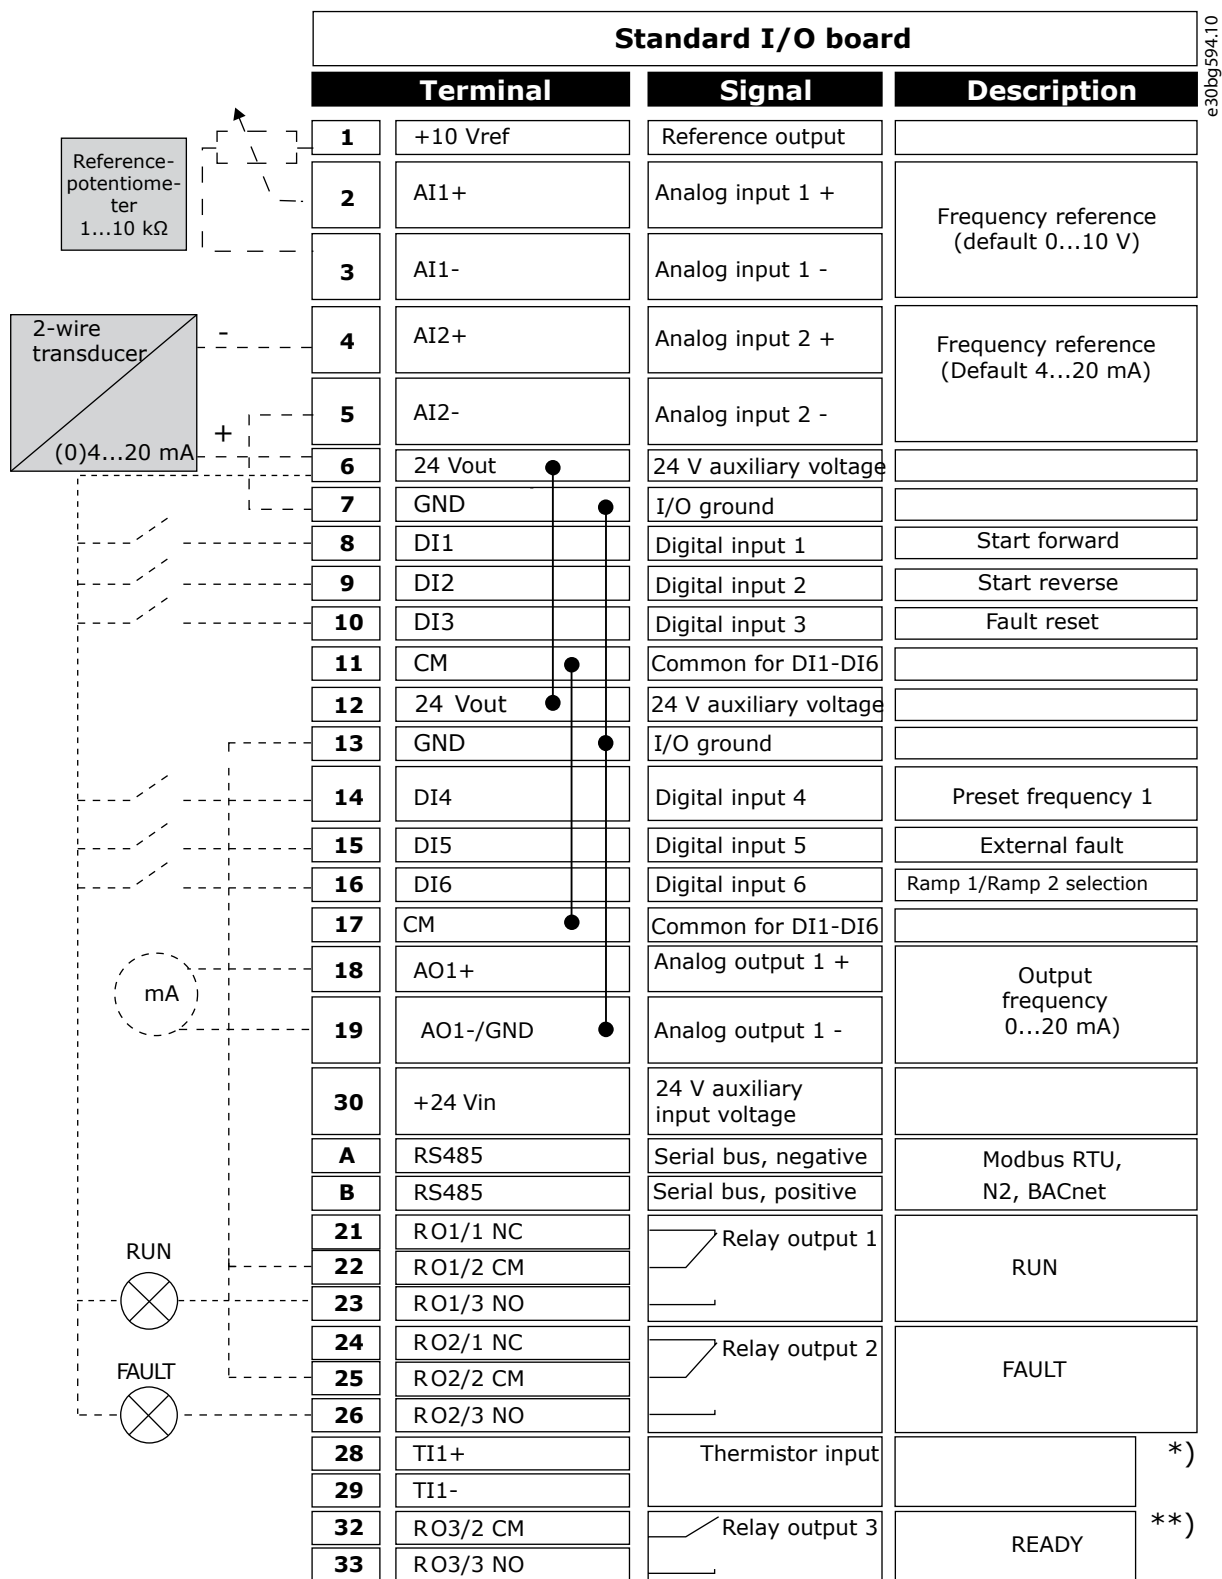 Standard I/O board
e30bg594.10
Terminal Signal Description
Reference-
potentiome-
ter
1...10 kΩ
1 +10 Vref Reference output
2 AI1+ Analog input 1 +
Frequency reference
(default 0...10 V)
3 AI1- Analog input 1 -
2-wire
transducer
(0)4...20 mA
-
+
4 AI2+ Analog input 2 +
Frequency reference
(Default 4...20 mA)
5 AI2- Analog input 2 -
6 24 Vout 24 V auxiliary voltage
7 GND I/O ground
8 DI1 Digital input 1 Start forward
9 DI2 Digital input 2 Start reverse
10 DI3 Digital input 3 Fault reset
11 CM Common for DI1-DI6
12 24 Vout 24 V auxiliary voltage
13 GND I/O ground
14 DI4 Digital input 4 Preset frequency 1
15 DI5 Digital input 5 External fault
16 DI6 Digital input 6 Ramp 1/Ramp 2 selection
17 CM Common for DI1-DI6
mA
18 AO1+ Analog output 1 +
Output
frequency
0...20 mA)
19 AO1-/GND Analog output 1 -
30 +24 Vin 24 V auxiliary
input voltage
A RS485 Serial bus, negative Modbus RTU,
B RS485 Serial bus, positive N2, BACnet
21 RO1/1 NC Relay output 1
RUN
22 RO1/2 CM RUN
23 RO1/3 NO
24 RO2/1 NC Relay output 2
FAULT
25 RO2/2 CM FAULT
26 RO2/3 NO
28 TI1+ Thermistor input *)
29 TI1-
32 RO3/2 CM Relay output 3 READY **)
33 RO3/3 NO